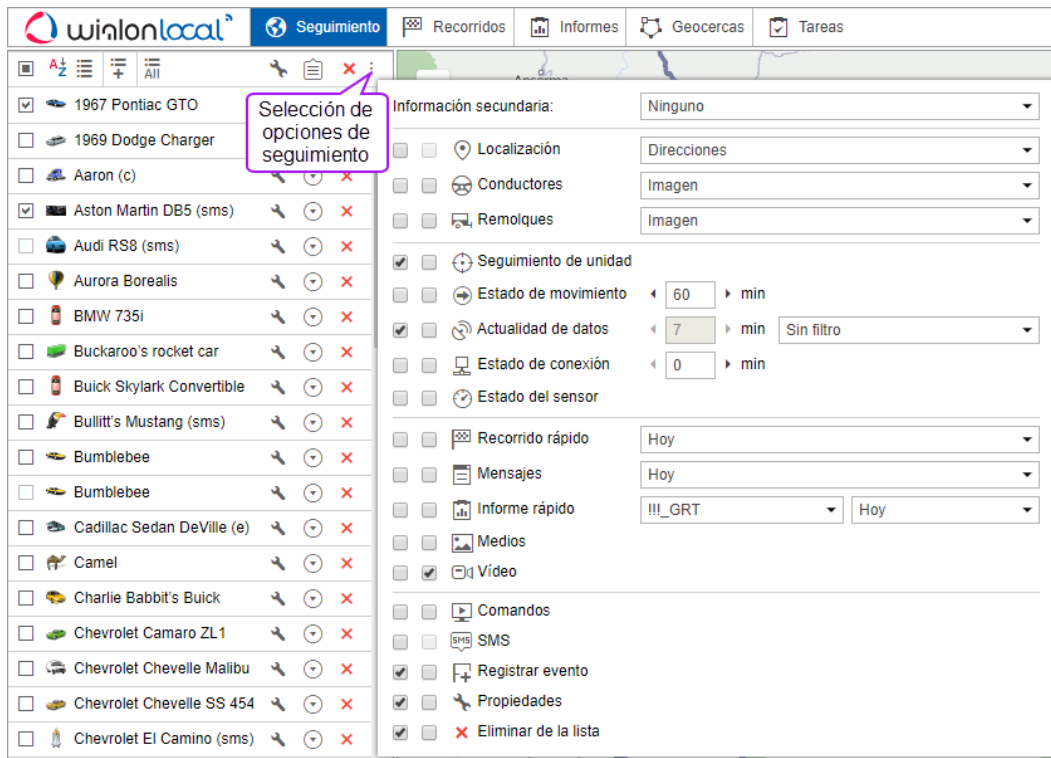 wialon local
Seguimiento
Recorridos
Informes
Geocercas
Tareas
All
Selección de
opciones de
seguimiento
1967 Pontiac GTO
1969 Dodge Charger
Aaron (c)
Aston Martin DB5 (sms)
Audi RS8 (sms)
Aurora Borealis
BMW 735i
Buckaroo's rocket car
Buick Skylark Convertible
Bullitt's Mustang (sms)
Bumblebee
Bumblebee
Cadillac Sedan DeVille (e)
Camel
Charlie Babbit's Buick
Chevrolet Camaro ZL1
Chevrolet Chevelle Malibu
Chevrolet Chevelle SS 454
Chevrolet El Camino (sms)
Información secundaria: Ninguno
Localización Direcciones
Conductores Imagen
Remolques Imagen
Seguimiento de unidad
Estado de movimiento 60 min
Actualidad de datos 7 min Sin filtro
Estado de conexión 0 min
Estado del sensor
Recorrido rápido Hoy
Mensajes Hoy
Informe rápido !!!_GRT Hoy
Medios
Vídeo
Comandos
SMS SMS
Registrar evento
Propiedades
Eliminar de la lista